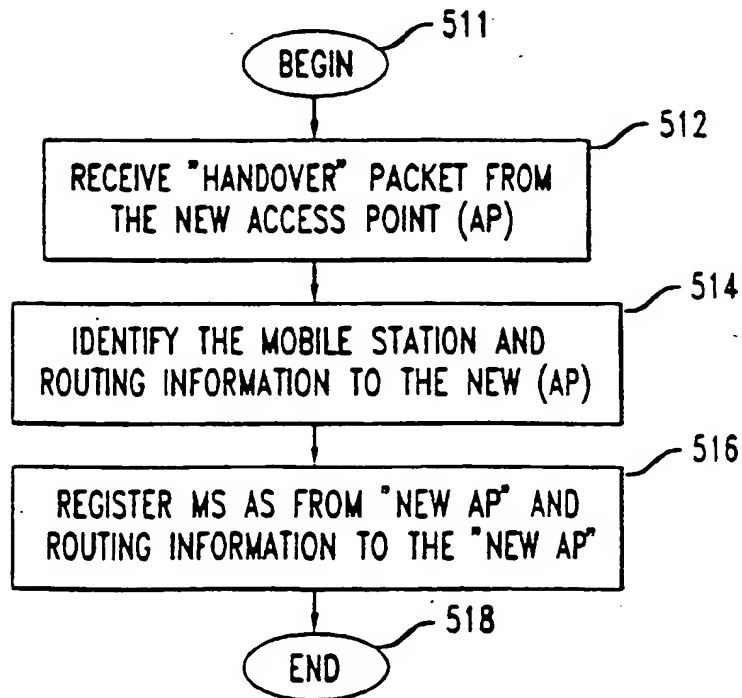 511
BEGIN
512
RECEIVE "HANDOVER" PACKET FROM
THE NEW ACCESS POINT (AP)
514
IDENTIFY THE MOBILE STATION AND
ROUTING INFORMATION TO THE NEW (AP)
516
REGISTER MS AS FROM "NEW AP" AND
ROUTING INFORMATION TO THE "NEW AP"
518
END